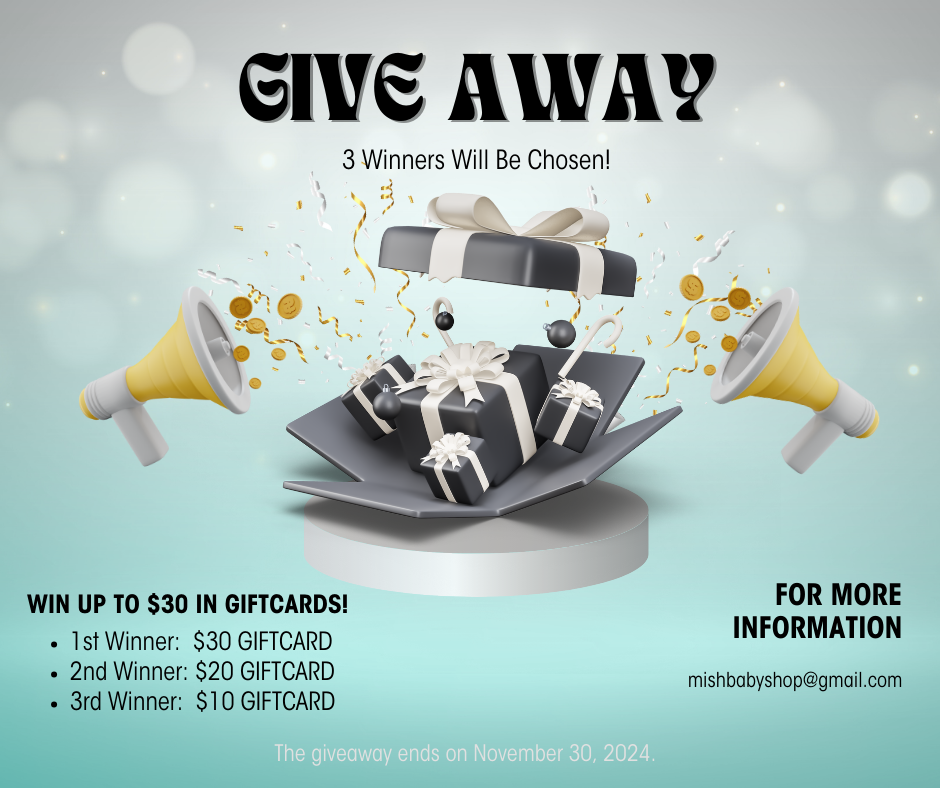 GIVE AWAY
3 Winners Will Be Chosen!
WIN UP TO $30 IN GIFTCARDS!
• 1st Winner: $30 GIFTCARD
• 2nd Winner: $20 GIFTCARD
• 3rd Winner: $10 GIFTCARD
FOR MORE
INFORMATION
mishbabyshop@gmail.com
The giveaway ends on November 30, 2024.